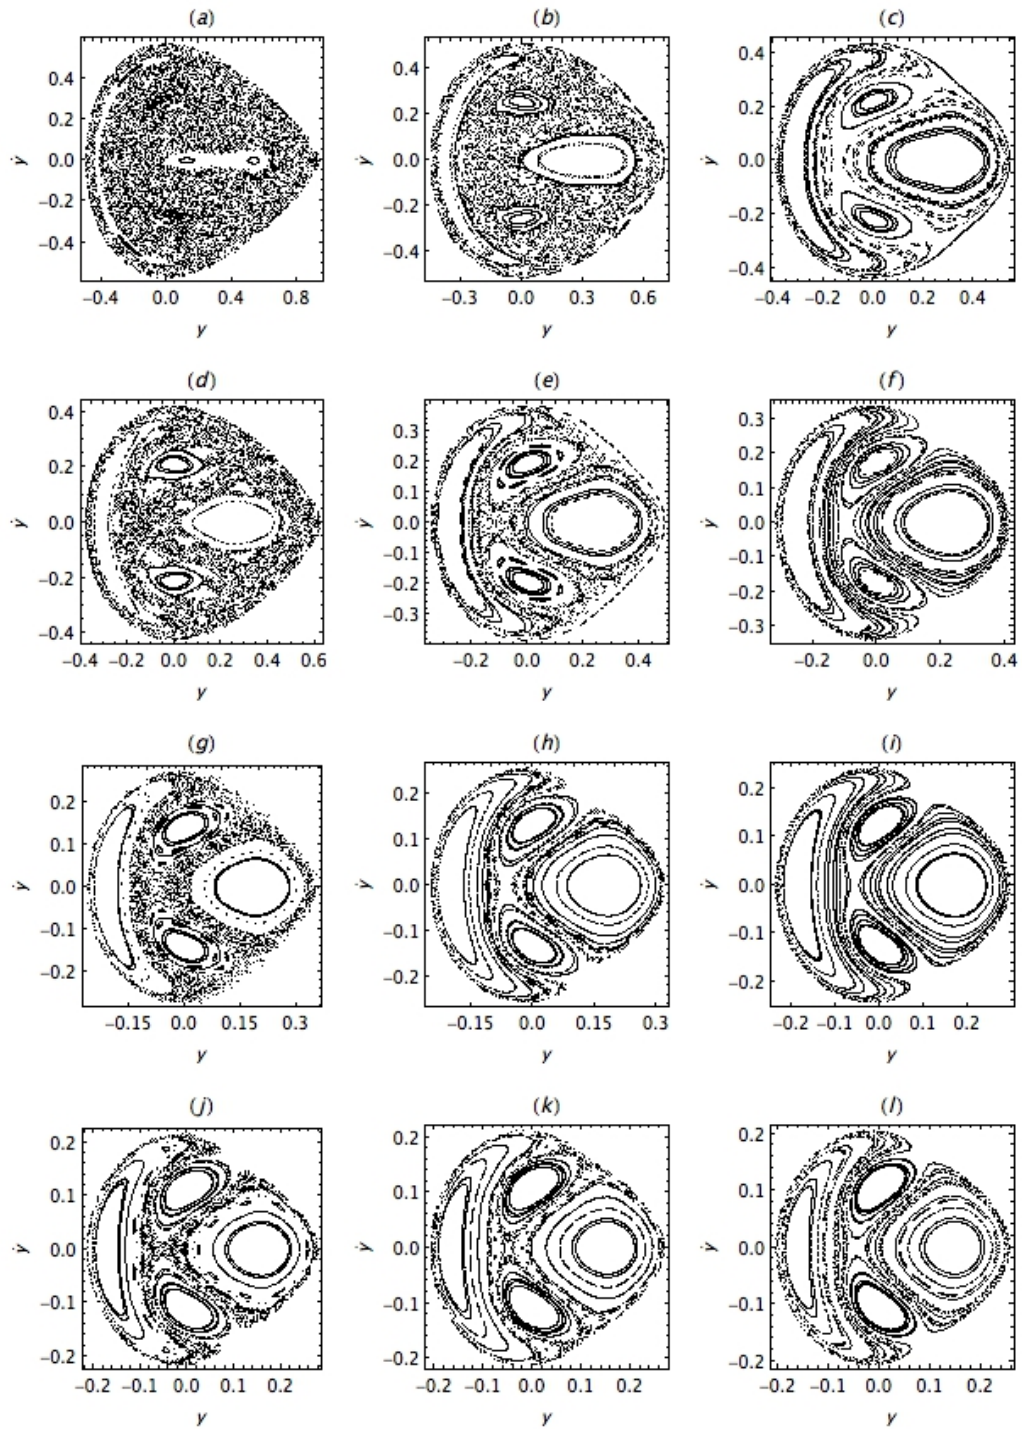 (a) (b) (c)
0.4 0.4 0.4
0.2 0.2 0.2
ẏ 0.0 ẏ 0.0 ẏ 0.0
−0.2 −0.2 −0.2
−0.4 −0.4 −0.4
−0.4 0.0 0.4 0.8 −0.3 0.0 0.3 0.6 −0.4 −0.2 0.0 0.2 0.4
y y y
(d) (e) (f)
0.4 0.3 0.3
0.2 0.2 0.2
0.1 0.1
ẏ 0.0 ẏ 0.0 ẏ 0.0
−0.1 −0.1
−0.2 −0.2 −0.2
−0.4 −0.3 −0.3
−0.4 −0.2 0.0 0.2 0.4 0.6 −0.2 0.0 0.2 0.4 −0.2 0.0 0.2 0.4
y y y
(g) (h) (i)
0.2 0.2 0.2
0.1 0.1 0.1
ẏ 0.0 ẏ 0.0 ẏ 0.0
−0.1 −0.1 −0.1
−0.2 −0.2 −0.2
−0.15 0.0 0.15 0.3 −0.15 0.0 0.15 0.3 −0.2 −0.1 0.0 0.1 0.2
y y y
(j) (k) (l)
0.2 0.2 0.2
0.1 0.1 0.1
ẏ 0.0 ẏ 0.0 ẏ 0.0
−0.1 −0.1 −0.1
−0.2 −0.2 −0.2
−0.2 −0.1 0.0 0.1 0.2 −0.2 −0.1 0.0 0.1 0.2 −0.2 −0.1 0.0 0.1 0.2
y y y